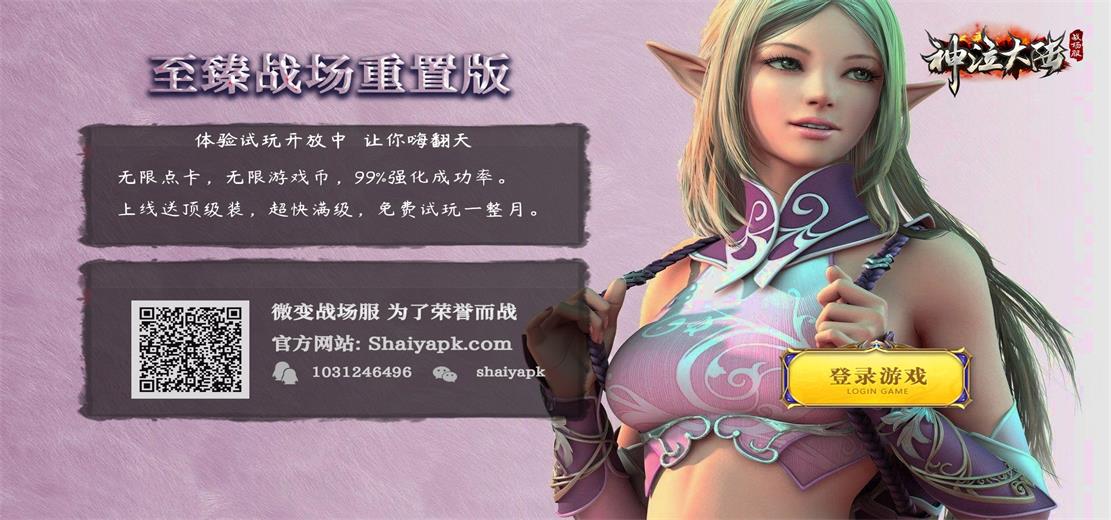 至臻战场重置版
神泣大陆
战场服
体验试玩开放中 让你嗨翻天
无限点卡，无限游戏币，99%强化成功率。
上线送顶级装，超快满级，免费试玩一整月。
微变战场服 为了荣誉而战
官方网站: Shaiyapk.com
1031246496 shaiyapk
登录游戏
LOGIN GAME